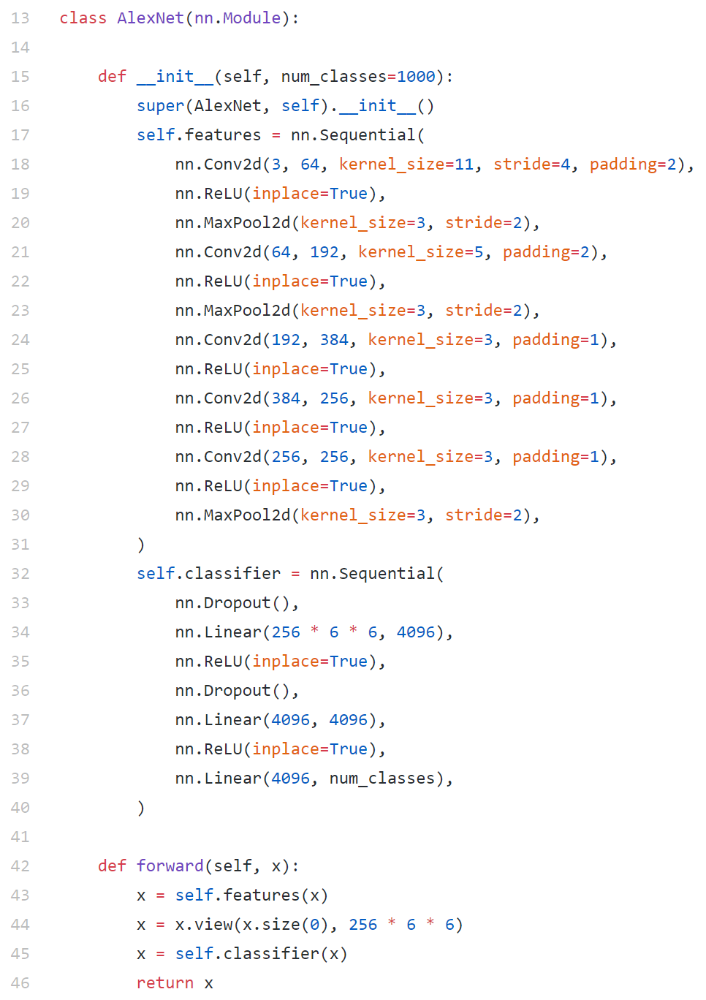 13 class AlexNet(nn.Module):
14
15     def __init__(self, num_classes=1000):
16         super(AlexNet, self).__init__()
17         self.features = nn.Sequential(
18             nn.Conv2d(3, 64, kernel_size=11, stride=4, padding=2),
19             nn.ReLU(inplace=True),
20             nn.MaxPool2d(kernel_size=3, stride=2),
21             nn.Conv2d(64, 192, kernel_size=5, padding=2),
22             nn.ReLU(inplace=True),
23             nn.MaxPool2d(kernel_size=3, stride=2),
24             nn.Conv2d(192, 384, kernel_size=3, padding=1),
25             nn.ReLU(inplace=True),
26             nn.Conv2d(384, 256, kernel_size=3, padding=1),
27             nn.ReLU(inplace=True),
28             nn.Conv2d(256, 256, kernel_size=3, padding=1),
29             nn.ReLU(inplace=True),
30             nn.MaxPool2d(kernel_size=3, stride=2),
31         )
32         self.classifier = nn.Sequential(
33             nn.Dropout(),
34             nn.Linear(256 * 6 * 6, 4096),
35             nn.ReLU(inplace=True),
36             nn.Dropout(),
37             nn.Linear(4096, 4096),
38             nn.ReLU(inplace=True),
39             nn.Linear(4096, num_classes),
40         )
41
42     def forward(self, x):
43         x = self.features(x)
44         x = x.view(x.size(0), 256 * 6 * 6)
45         x = self.classifier(x)
46         return x